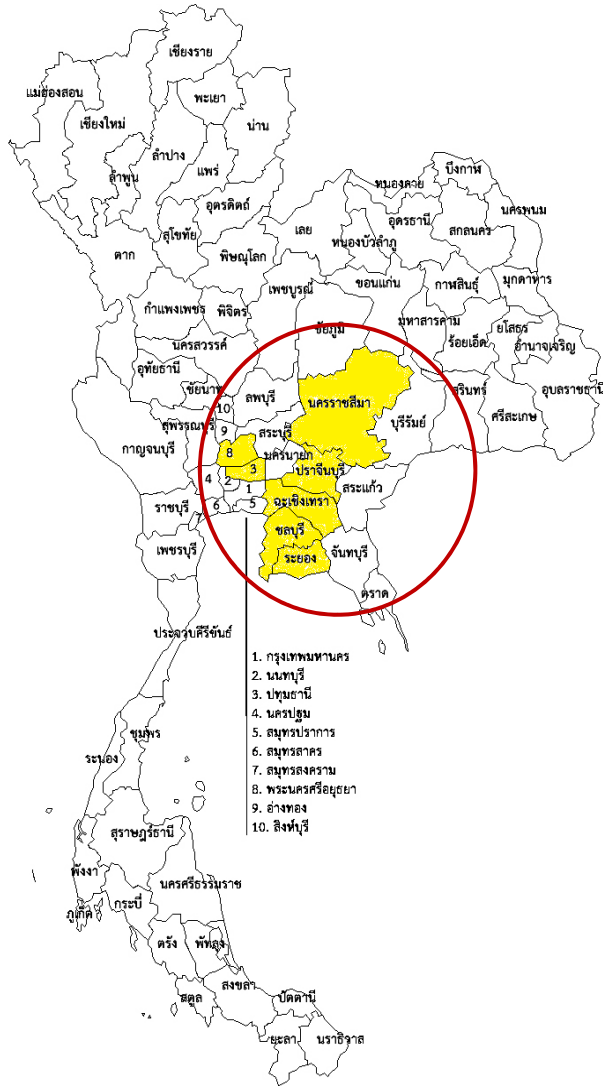 เชียงราย
แม่ฮ่องสอน
พะเยา
เชียงใหม่
น่าน
ลำปาง
แพร่
ลำพูน
บึงกาฬ
หนองคาย
อุตรดิตถ์
นครพนม
อุดรธานี
สกลนคร
เลย
สุโขทัย
หนองบัวลำภู
ตาก
พิษณุโลก
ขอนแก่น
กาฬสินธุ์
มุกดาหาร
เพชรบูรณ์
กำแพงเพชร
พิจิตร
มหาสารคาม
ยโสธร
ชัยภูมิ
ร้อยเอ็ด
อำนาจเจริญ
นครสวรรค์
อุทัยธานี
ชัยนาท
ลพบุรี
สุรินทร์
อุบลราชธานี
นครราชสีมา
10
บุรีรัมย์
ศรีสะเกษ
สุพรรณบุรี
9
สระบุรี
กาญจนบุรี
8
นครนายก
3
ปราจีนบุรี
4
2
สระแก้ว
1
ราชบุรี
6
5
ฉะเชิงเทรา
7
ชลบุรี
เพชรบุรี
ระยอง
จันทบุรี
ตราด
ประจวบคีรีขันธ์
1. กรุงเทพมหานคร
2. นนทบุรี
3. ปทุมธานี
4. นครปฐม
5. สมุทรปราการ
6. สมุทรสาคร
7. สมุทรสงคราม
8. พระนครศรีอยุธยา
9. อ่างทอง
10. สิงห์บุรี
ชุมพร
ระนอง
สุราษฎร์ธานี
พังงา
นครศรีธรรมราช
กระบี่
ภูเก็ต
ตรัง
พัทลุง
สงขลา
สตูล
ปัตตานี
ยะลา
นราธิวาส